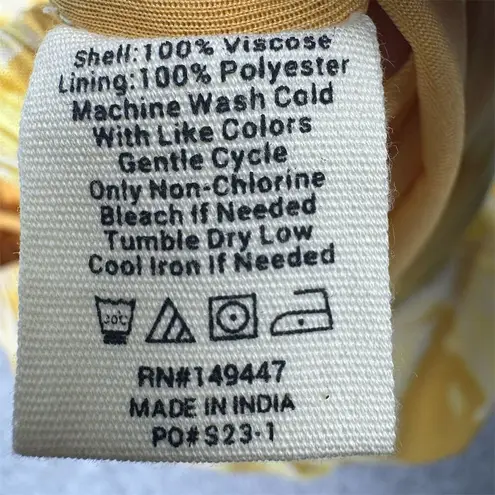 Shell:100% Viscose
Lining:100% Polyester
Machine Wash Cold
With Like Colors
Gentle Cycle
Only Non-Chlorine
Bleach if Needed
Tumble Dry Low
Cool Iron If Needed
RN#149447
MADE IN INDIA
PO#S23-1